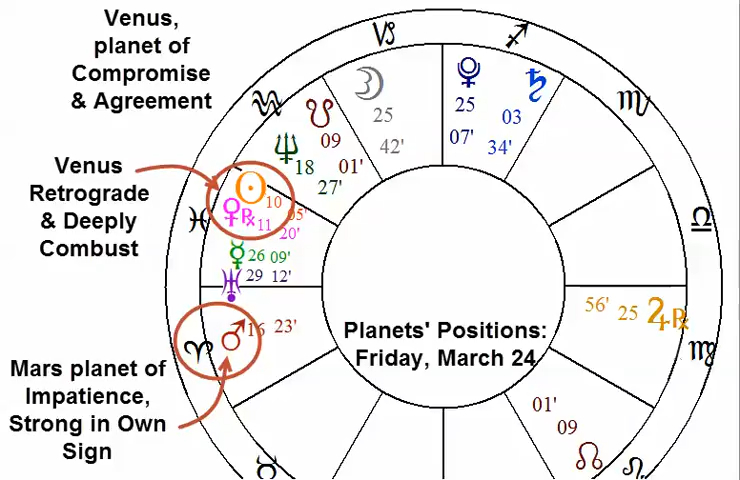 Venus,
planet of
Compromise
& Agreement
♑
♐
♒
♏
☽
25
42'
♇
25
07'
♄
03
34'
☋
09
01'
♆
18
27'
Venus
Retrograde
& Deeply
Combust
♓
☉
10
05'
♀℞
11
20'
☿ 26 09'
♅ 29 12'
♎
56' 25 ♃℞
♈
♂ 16 23'
Planets' Positions:
Friday, March 24
♍
Mars planet of
Impatience,
Strong in Own
Sign
01'
09
☊
♉
♌